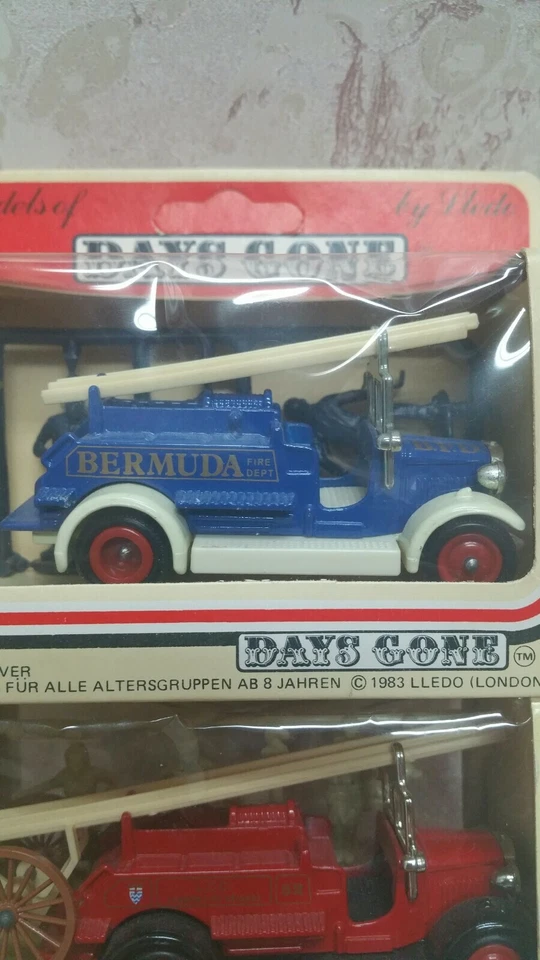 models of by Lledo
DAYS GONE
B.F.D.
BERMUDA FIRE
DEPT
DAYS GONE TM
VER
FÜR ALLE ALTERSGRUPPEN AB 8 JAHREN © 1983 LLEDO (LONDON